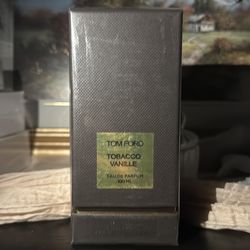 TOM FORD
TOBACCO
VANILLE
EAU DE PARFUM
100 ML